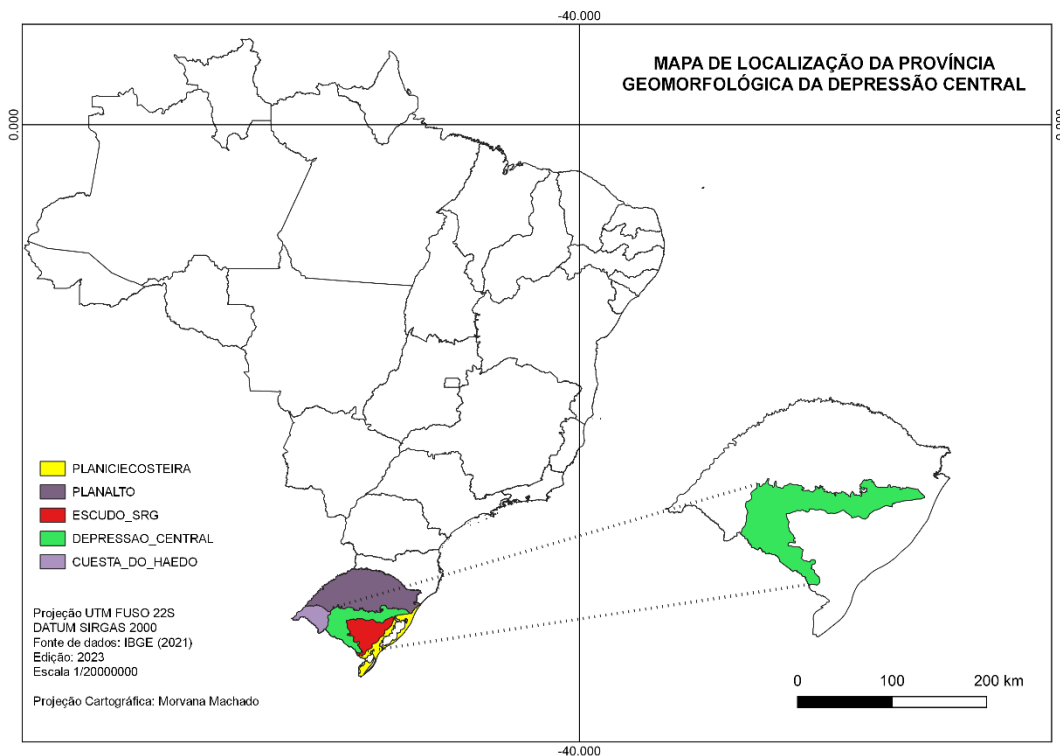 -40.000
MAPA DE LOCALIZAÇÃO DA PROVÍNCIA
GEOMORFOLÓGICA DA DEPRESSÃO CENTRAL
0.000
0.000
PLANICIECOSTEIRA
PLANALTO
ESCUDO_SRG
DEPRESSAO_CENTRAL
CUESTA_DO_HAEDO
Projeção UTM FUSO 22S
DATUM SIRGAS 2000
Fonte de dados: IBGE (2021)
Edição: 2023
Escala 1/20000000
Projeção Cartográfica: Morvana Machado
0 100 200 km
-40.000